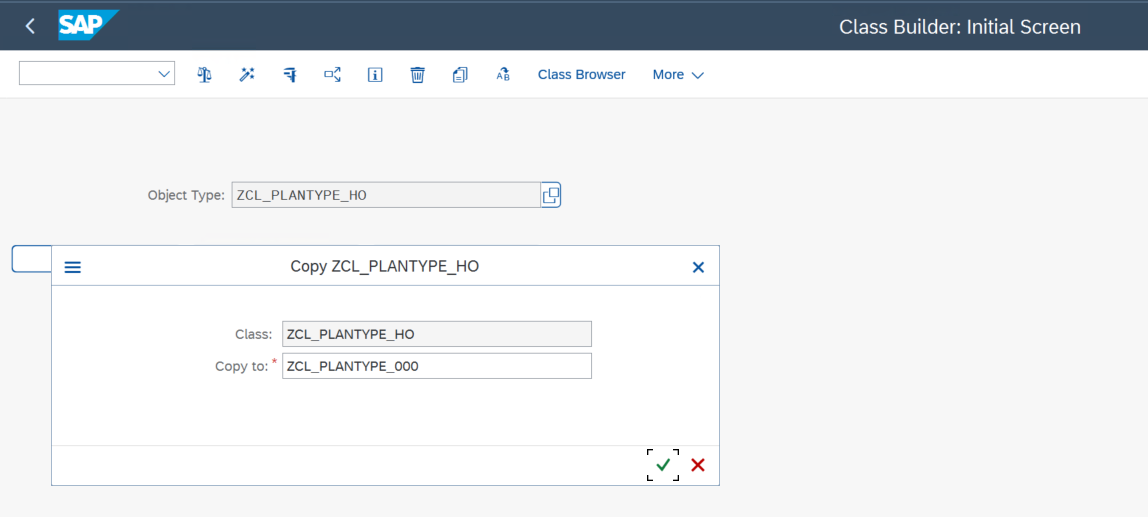 SAP
Class Builder: Initial Screen
Class Browser
More
Object Type: ZCL_PLANTYPE_HO
Copy ZCL_PLANTYPE_HO
Class: ZCL_PLANTYPE_HO
Copy to: * ZCL_PLANTYPE_000